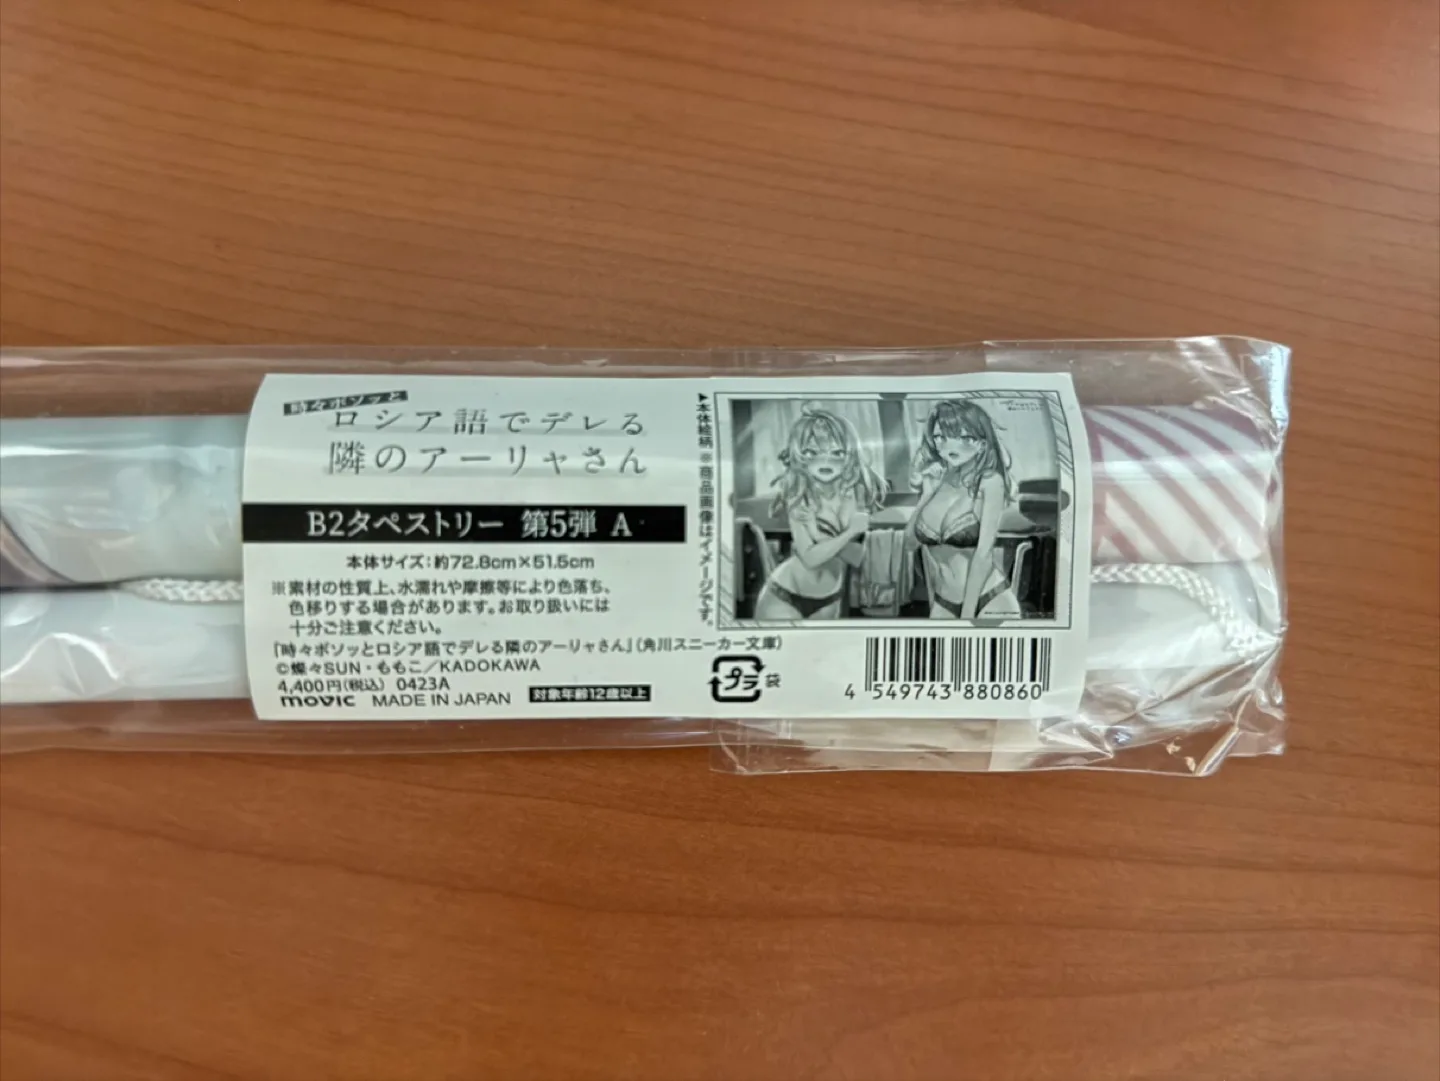 時々ボソッと
ロシア語でデレる
隣のアーリャさん
B2タペストリー 第5弾 A
本体サイズ:約72.8cm×51.5cm
※素材の性質上、水濡れや摩擦等により色落ち、
色移りする場合があります。お取り扱いには
十分ご注意ください。
『時々ボソッとロシア語でデレる隣のアーリャさん』(角川スニーカー文庫)
©燦々SUN・ももこ/KADOKAWA
4,400円(税込) 0423A
movic MADE IN JAPAN 対象年齢12歳以上
▶本体絵柄 ※商品画像はイメージです。
プラ 袋
4 549743 880860